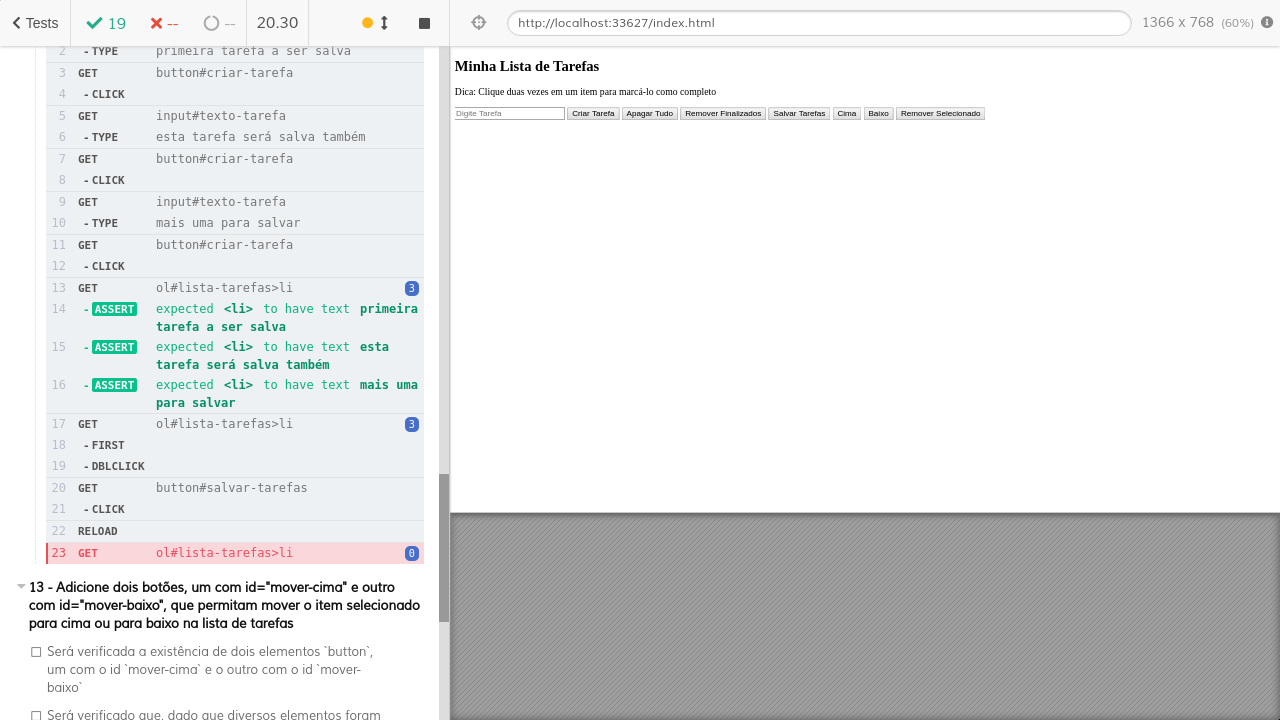 Tests
19
--
--
20.30
http://localhost:33627/index.html
1366 x 768 (60%)
2 - TYPE primeira tarefa a ser salva
3 GET button#criar-tarefa
4 - CLICK
5 GET input#texto-tarefa
6 - TYPE esta tarefa será salva também
7 GET button#criar-tarefa
8 - CLICK
9 GET input#texto-tarefa
10 - TYPE mais uma para salvar
11 GET button#criar-tarefa
12 - CLICK
13 GET ol#lista-tarefas>li 3
14 - ASSERT expected <li> to have text primeira
tarefa a ser salva
15 - ASSERT expected <li> to have text esta
tarefa será salva também
16 - ASSERT expected <li> to have text mais uma
para salvar
17 GET ol#lista-tarefas>li 3
18 - FIRST
19 - DBLCLICK
20 GET button#salvar-tarefas
21 - CLICK
22 RELOAD
23 GET ol#lista-tarefas>li 0
13 - Adicione dois botões, um com id="mover-cima" e outro
com id="mover-baixo", que permitam mover o item selecionado
para cima ou para baixo na lista de tarefas
Será verificada a existência de dois elementos `button`,
um com o id `mover-cima` e o outro com o id `mover-
baixo`
Será verificado que, dado que diversos elementos foram
Minha Lista de Tarefas
Dica: Clique duas vezes em um item para marcá-lo como completo
Digite Tarefa Criar Tarefa Apagar Tudo Remover Finalizados Salvar Tarefas Cima Baixo Remover Selecionado